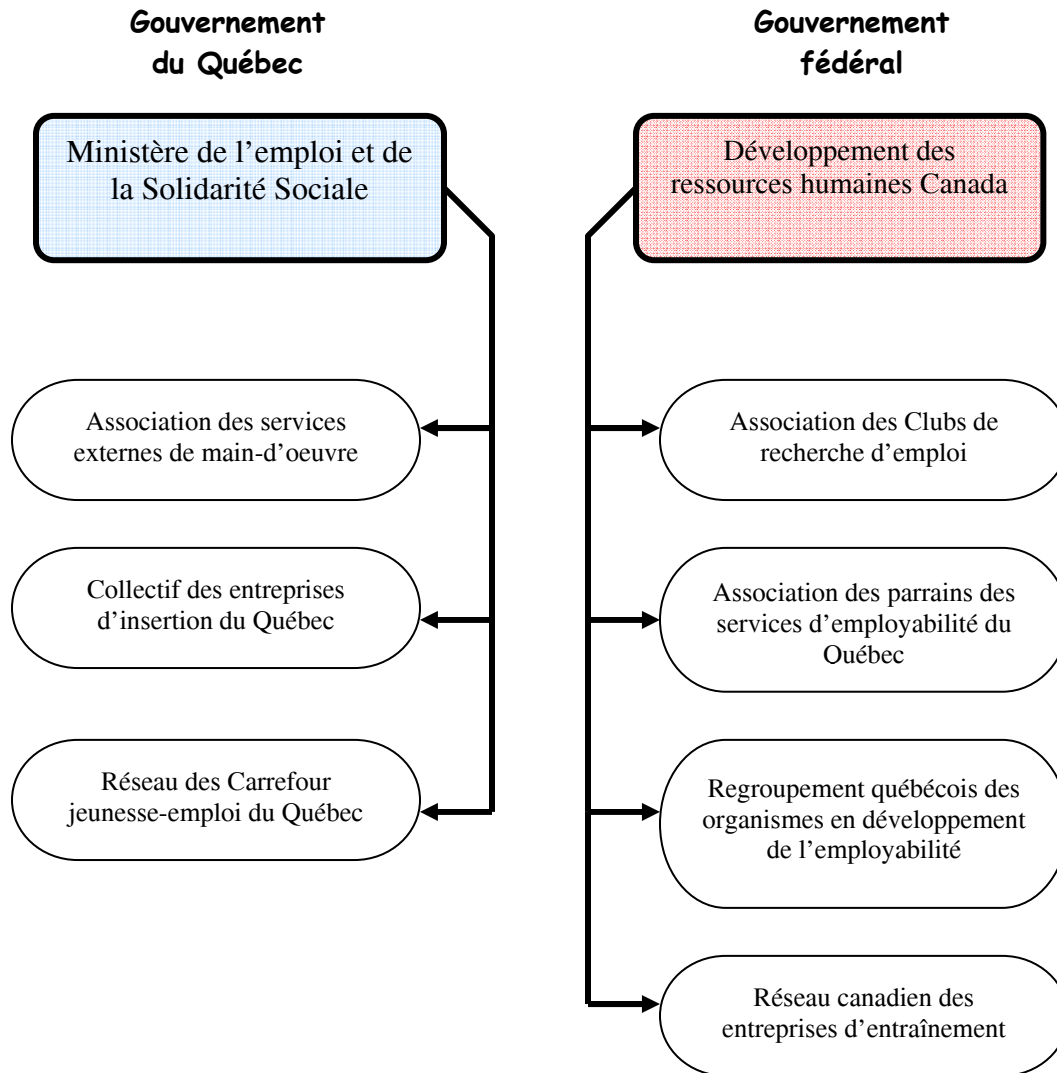 Gouvernement
du Québec
Ministère de l’emploi et de
la Solidarité Sociale
Association des services
externes de main-d’oeuvre
Collectif des entreprises
d’insertion du Québec
Réseau des Carrefour
jeunesse-emploi du Québec
Gouvernement
fédéral
Développement des
ressources humaines Canada
Association des Clubs de
recherche d’emploi
Association des parrains des
services d’employabilité du
Québec
Regroupement québécois des
organismes en développement
de l’employabilité
Réseau canadien des
entreprises d’entraînement